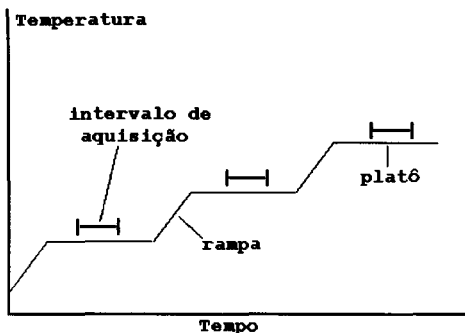 Temperatura
intervalo de
aquisição
platô
rampa
Tempo